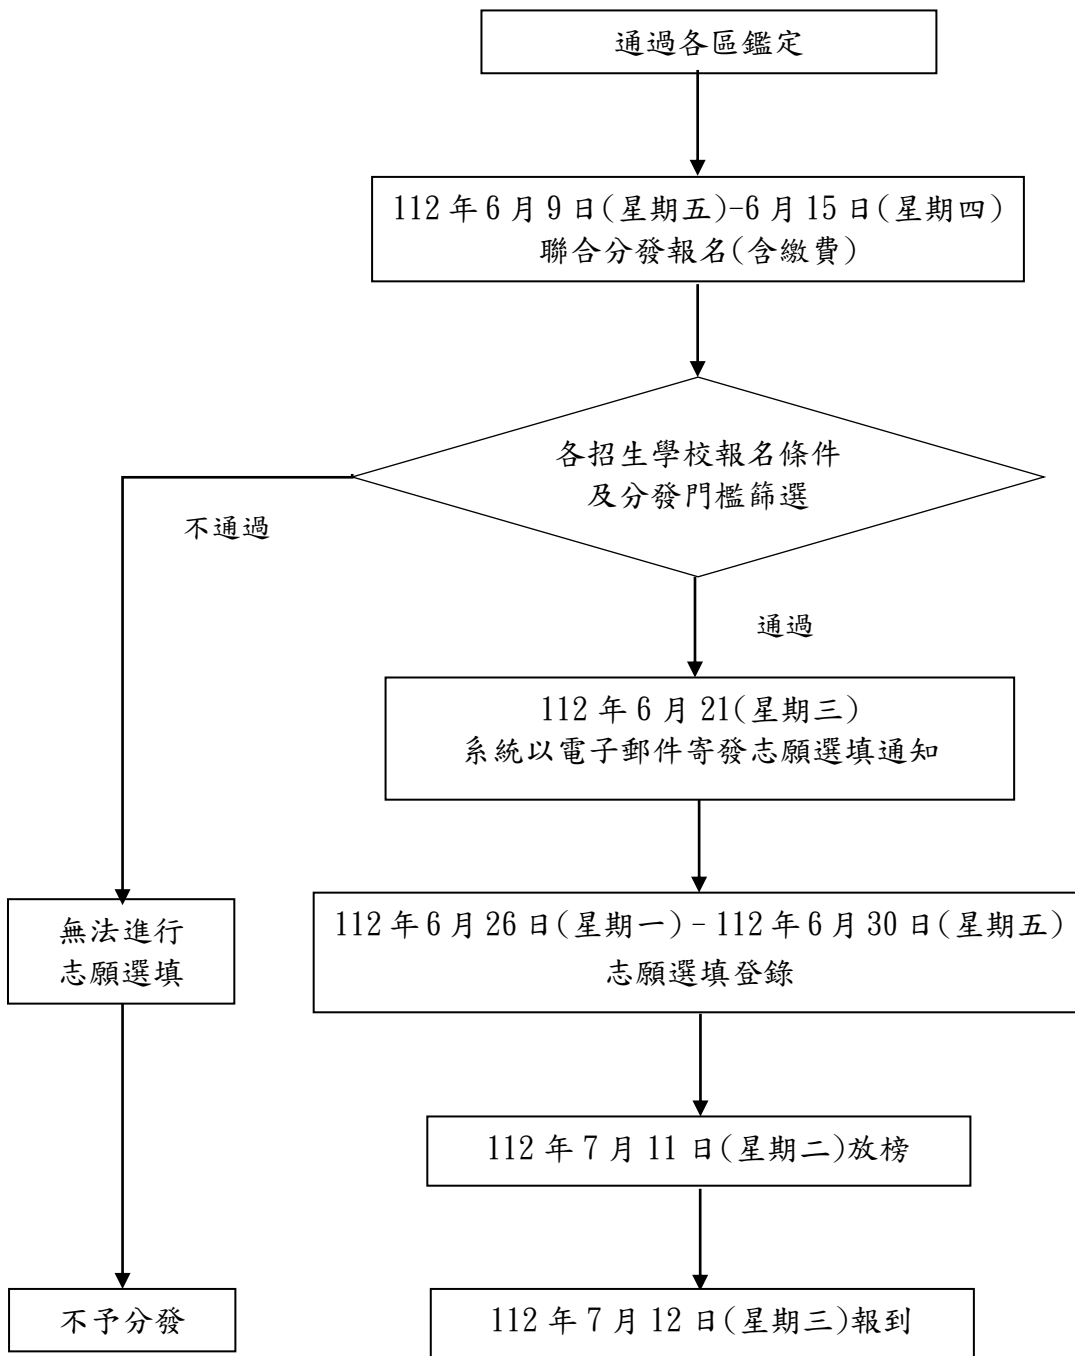 通過各區鑑定
112 年 6 月 9 日(星期五)-6 月 15 日(星期四)
聯合分發報名(含繳費)
各招生學校報名條件
及分發門檻篩選
不通過
通過
112 年 6 月 21(星期三)
系統以電子郵件寄發志願選填通知
無法進行
志願選填
112 年 6 月 26 日(星期一)-112 年 6 月 30 日(星期五)
志願選填登錄
112 年 7 月 11 日(星期二)放榜
不予分發
112 年 7 月 12 日(星期三)報到